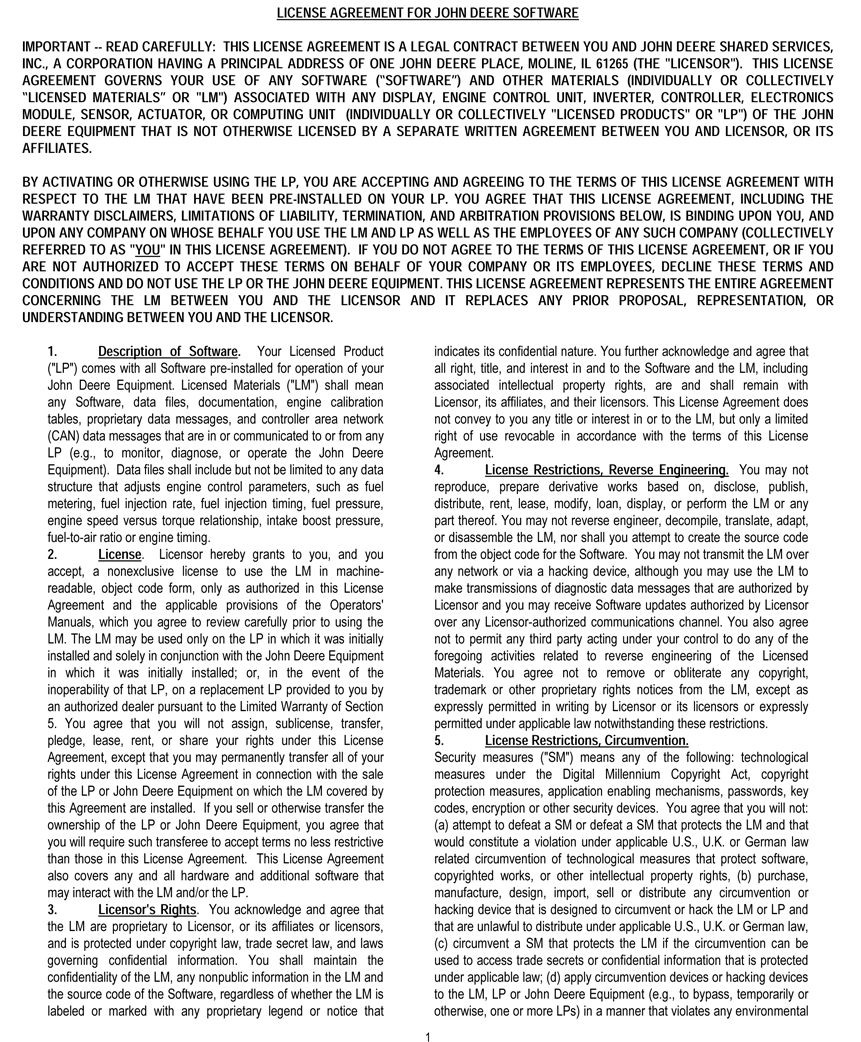 LICENSE AGREEMENT FOR JOHN DEERE SOFTWARE
IMPORTANT -- READ CAREFULLY: THIS LICENSE AGREEMENT IS A LEGAL CONTRACT BETWEEN YOU AND JOHN DEERE SHARED SERVICES,
INC., A CORPORATION HAVING A PRINCIPAL ADDRESS OF ONE JOHN DEERE PLACE, MOLINE, IL 61265 (THE "LICENSOR"). THIS LICENSE
AGREEMENT GOVERNS YOUR USE OF ANY SOFTWARE ("SOFTWARE") AND OTHER MATERIALS (INDIVIDUALLY OR COLLECTIVELY
"LICENSED MATERIALS" OR "LM") ASSOCIATED WITH ANY DISPLAY, ENGINE CONTROL UNIT, INVERTER, CONTROLLER, ELECTRONICS
MODULE, SENSOR, ACTUATOR, OR COMPUTING UNIT (INDIVIDUALLY OR COLLECTIVELY "LICENSED PRODUCTS" OR "LP") OF THE JOHN
DEERE EQUIPMENT THAT IS NOT OTHERWISE LICENSED BY A SEPARATE WRITTEN AGREEMENT BETWEEN YOU AND LICENSOR, OR ITS
AFFILIATES.
BY ACTIVATING OR OTHERWISE USING THE LP, YOU ARE ACCEPTING AND AGREEING TO THE TERMS OF THIS LICENSE AGREEMENT WITH
RESPECT TO THE LM THAT HAVE BEEN PRE-INSTALLED ON YOUR LP. YOU AGREE THAT THIS LICENSE AGREEMENT, INCLUDING THE
WARRANTY DISCLAIMERS, LIMITATIONS OF LIABILITY, TERMINATION, AND ARBITRATION PROVISIONS BELOW, IS BINDING UPON YOU, AND
UPON ANY COMPANY ON WHOSE BEHALF YOU USE THE LM AND LP AS WELL AS THE EMPLOYEES OF ANY SUCH COMPANY (COLLECTIVELY
REFERRED TO AS "YOU" IN THIS LICENSE AGREEMENT). IF YOU DO NOT AGREE TO THE TERMS OF THIS LICENSE AGREEMENT, OR IF YOU
ARE NOT AUTHORIZED TO ACCEPT THESE TERMS ON BEHALF OF YOUR COMPANY OR ITS EMPLOYEES, DECLINE THESE TERMS AND
CONDITIONS AND DO NOT USE THE LP OR THE JOHN DEERE EQUIPMENT. THIS LICENSE AGREEMENT REPRESENTS THE ENTIRE AGREEMENT
CONCERNING THE LM BETWEEN YOU AND THE LICENSOR AND IT REPLACES ANY PRIOR PROPOSAL, REPRESENTATION, OR
UNDERSTANDING BETWEEN YOU AND THE LICENSOR.
1. Description of Software. Your Licensed Product
("LP") comes with all Software pre-installed for operation of your
John Deere Equipment. Licensed Materials ("LM") shall mean
any Software, data files, documentation, engine calibration
tables, proprietary data messages, and controller area network
(CAN) data messages that are in or communicated to or from any
LP (e.g., to monitor, diagnose, or operate the John Deere
Equipment). Data files shall include but not be limited to any data
structure that adjusts engine control parameters, such as fuel
metering, fuel injection rate, fuel injection timing, fuel pressure,
engine speed versus torque relationship, intake boost pressure,
fuel-to-air ratio or engine timing.
2. License. Licensor hereby grants to you, and you
accept, a nonexclusive license to use the LM in machine-
readable, object code form, only as authorized in this License
Agreement and the applicable provisions of the Operators'
Manuals, which you agree to review carefully prior to using the
LM. The LM may be used only on the LP in which it was initially
installed and solely in conjunction with the John Deere Equipment
in which it was initially installed; or, in the event of the
inoperability of that LP, on a replacement LP provided to you by
an authorized dealer pursuant to the Limited Warranty of Section
5. You agree that you will not assign, sublicense, transfer,
pledge, lease, rent, or share your rights under this License
Agreement, except that you may permanently transfer all of your
rights under this License Agreement in connection with the sale
of the LP or John Deere Equipment on which the LM covered by
this Agreement are installed. If you sell or otherwise transfer the
ownership of the LP or John Deere Equipment, you agree that
you will require such transferee to accept terms no less restrictive
than those in this License Agreement. This License Agreement
also covers any and all hardware and additional software that
may interact with the LM and/or the LP.
3. Licensor's Rights. You acknowledge and agree that
the LM are proprietary to Licensor, or its affiliates or licensors,
and is protected under copyright law, trade secret law, and laws
governing confidential information. You shall maintain the
confidentiality of the LM, any nonpublic information in the LM and
the source code of the Software, regardless of whether the LM is
labeled or marked with any proprietary legend or notice that
indicates its confidential nature. You further acknowledge and agree that
all right, title, and interest in and to the Software and the LM, including
associated intellectual property rights, are and shall remain with
Licensor, its affiliates, and their licensors. This License Agreement does
not convey to you any title or interest in or to the LM, but only a limited
right of use revocable in accordance with the terms of this License
Agreement.
4. License Restrictions, Reverse Engineering. You may not
reproduce, prepare derivative works based on, disclose, publish,
distribute, rent, lease, modify, loan, display, or perform the LM or any
part thereof. You may not reverse engineer, decompile, translate, adapt,
or disassemble the LM, nor shall you attempt to create the source code
from the object code for the Software. You may not transmit the LM over
any network or via a hacking device, although you may use the LM to
make transmissions of diagnostic data messages that are authorized by
Licensor and you may receive Software updates authorized by Licensor
over any Licensor-authorized communications channel. You also agree
not to permit any third party acting under your control to do any of the
foregoing activities related to reverse engineering of the Licensed
Materials. You agree not to remove or obliterate any copyright,
trademark or other proprietary rights notices from the LM, except as
expressly permitted in writing by Licensor or its licensors or expressly
permitted under applicable law notwithstanding these restrictions.
5. License Restrictions, Circumvention.
Security measures ("SM") means any of the following: technological
measures under the Digital Millennium Copyright Act, copyright
protection measures, application enabling mechanisms, passwords, key
codes, encryption or other security devices. You agree that you will not:
(a) attempt to defeat a SM or defeat a SM that protects the LM and that
would constitute a violation under applicable U.S., U.K. or German law
related circumvention of technological measures that protect software,
copyrighted works, or other intellectual property rights, (b) purchase,
manufacture, design, import, sell or distribute any circumvention or
hacking device that is designed to circumvent or hack the LM or LP and
that are unlawful to distribute under applicable U.S., U.K. or German law,
(c) circumvent a SM that protects the LM if the circumvention can be
used to access trade secrets or confidential information that is protected
under applicable law; (d) apply circumvention devices or hacking devices
to the LM, LP or John Deere Equipment (e.g., to bypass, temporarily or
otherwise, one or more LPs) in a manner that violates any environmental
1